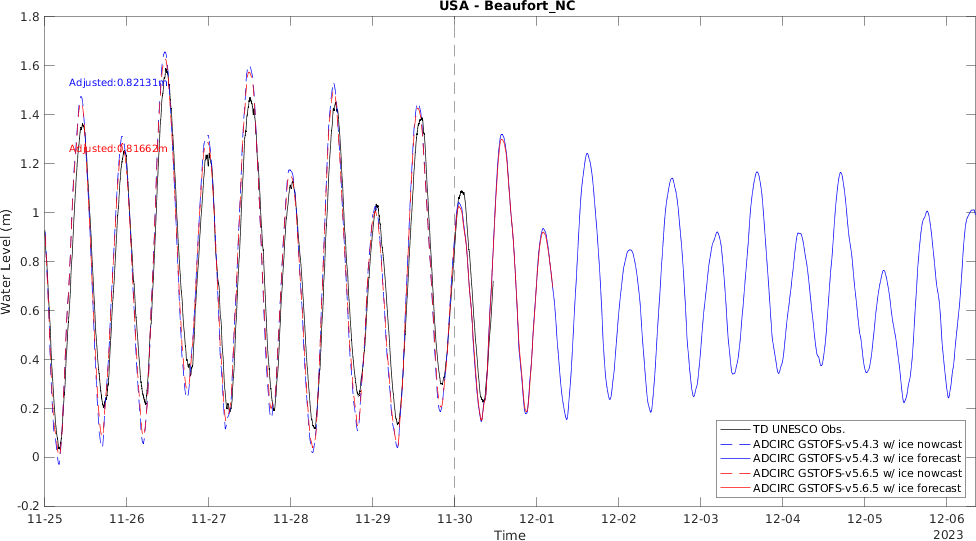 USA - Beaufort_NC
1.8
1.6
1.4
1.2
1
0.8
0.6
0.4
0.2
0
-0.2
Water Level (m)
Adjusted:0.82131m
Adjusted:0.81662m
TD UNESCO Obs.
ADCIRC GSTOFS-v5.4.3 w/ ice nowcast
ADCIRC GSTOFS-v5.4.3 w/ ice forecast
ADCIRC GSTOFS-v5.6.5 w/ ice nowcast
ADCIRC GSTOFS-v5.6.5 w/ ice forecast
11-25 11-26 11-27 11-28 11-29 11-30 12-01 12-02 12-03 12-04 12-05 12-06
Time
2023